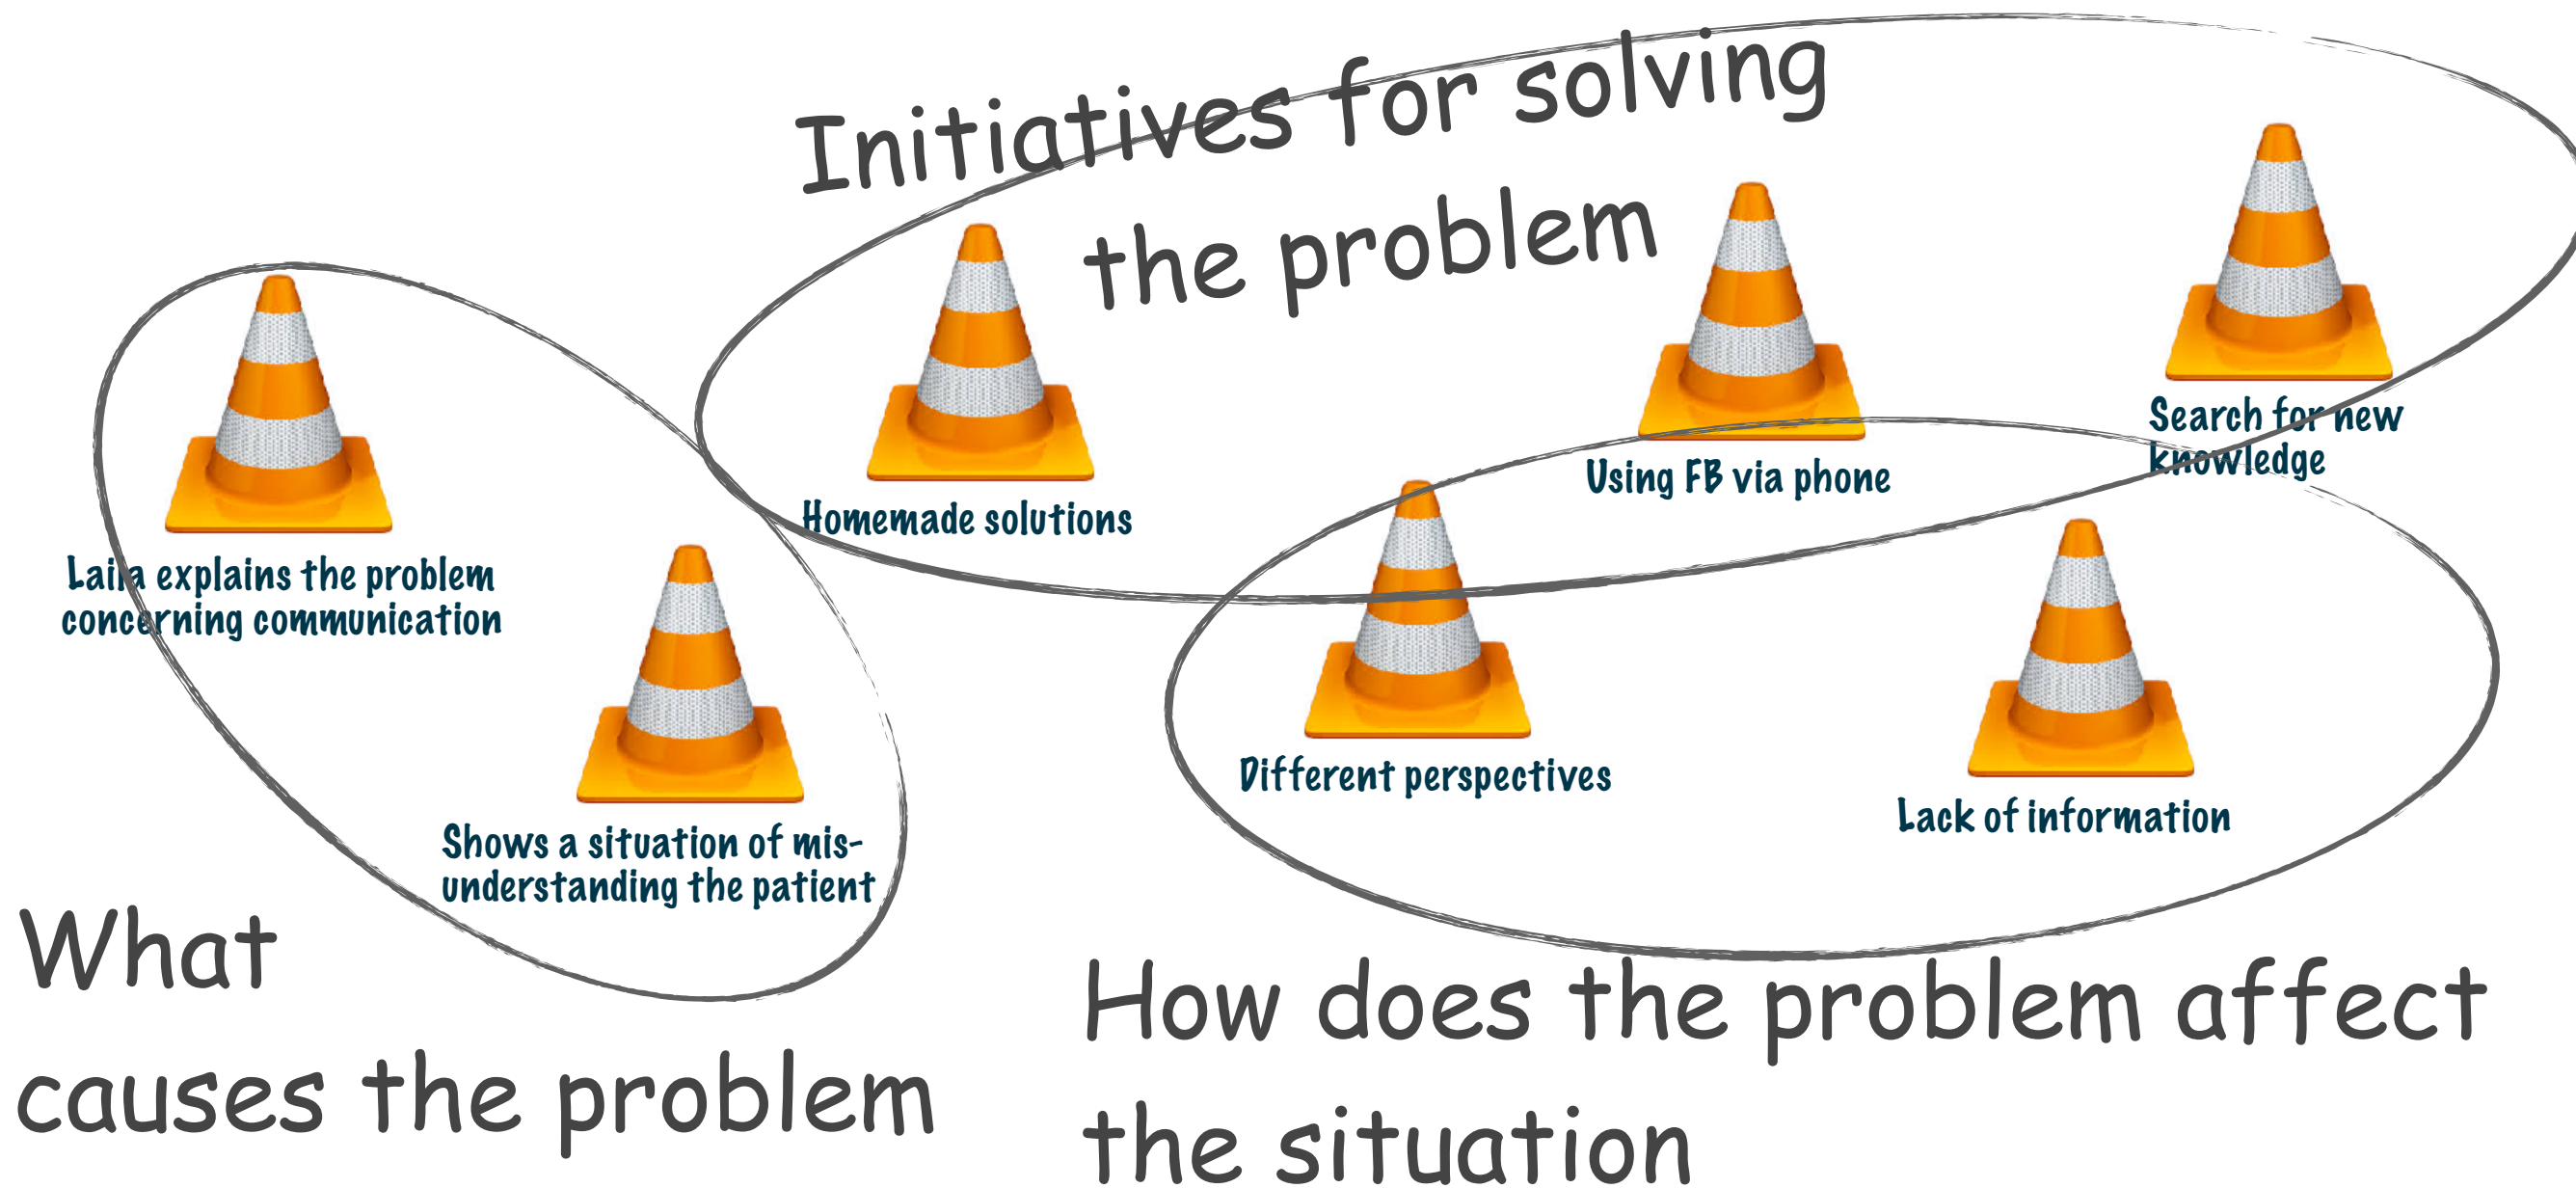 Initiatives for solving
the problem
Search for new
knowledge
Using FB via phone
Homemade solutions
Laila explains the problem
concerning communication
Different perspectives
Lack of information
Shows a situation of mis-
understanding the patient
What
causes the problem
How does the problem affect
the situation